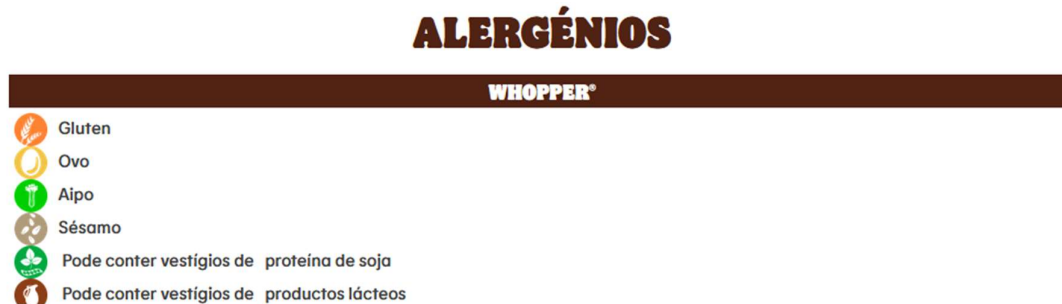 ALERGÉNIOS
WHOPPER®
Gluten
Ovo
Aipo
Sésamo
Pode conter vestígios de proteína de soja
Pode conter vestígios de productos lácteos